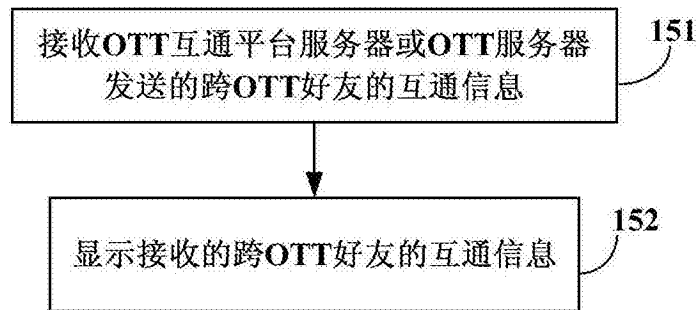 接收OTT互通平台服务器或OTT服务器
发送的跨OTT好友的互通信息
151
显示接收的跨OTT好友的互通信息
152